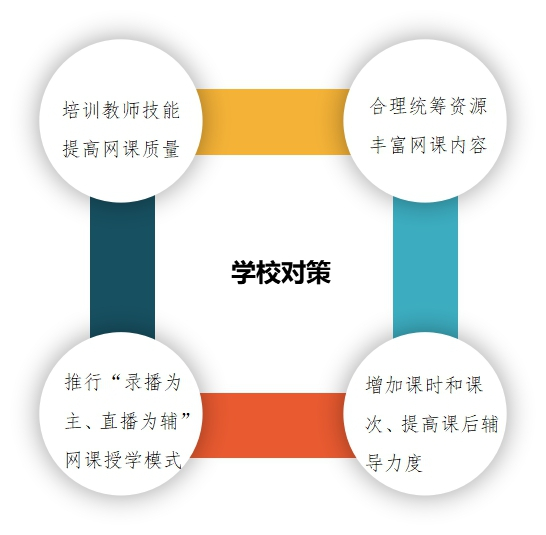 培训教师技能
提高网课质量
合理统筹资源
丰富网课内容
学校对策
推行“录播为
主、直播为辅”
网课授学模式
增加课时和课
次、提高课后辅
导力度